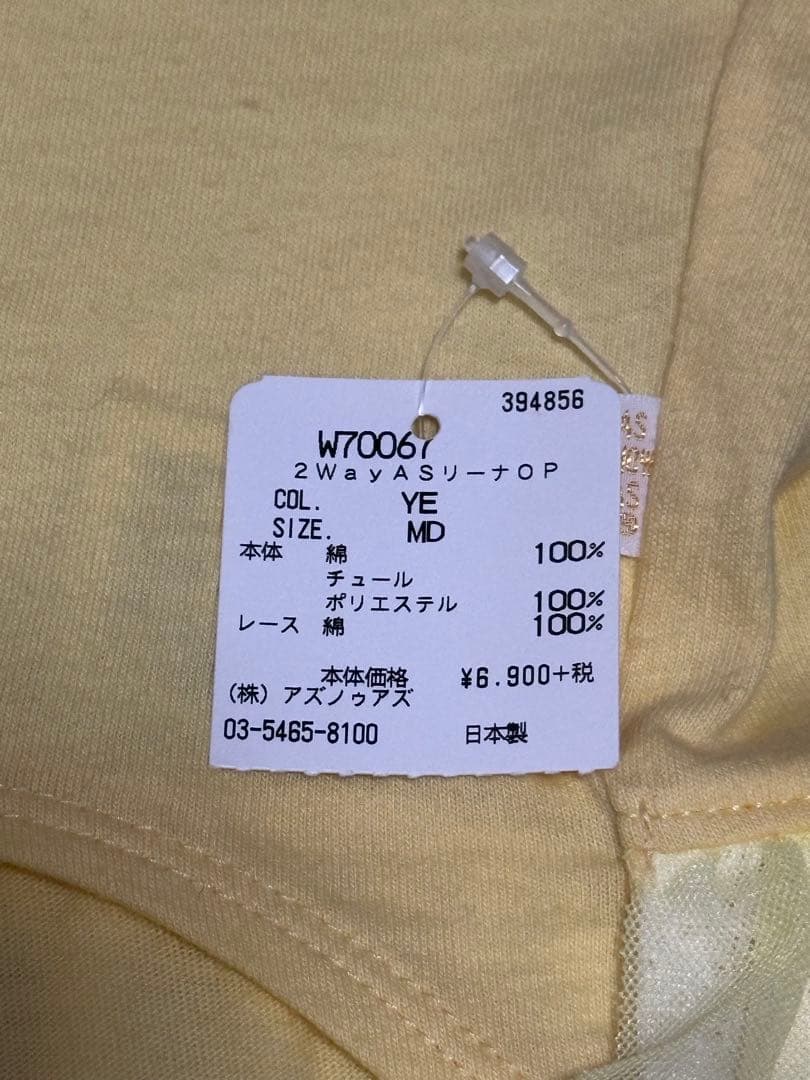 394856
W70067
2WayASリーナOP
COL. YE
SIZE. MD
本体 綿 100%
チュール
ポリエステル 100%
レース 綿 100%
本体価格 ¥6.900+税
(株) アズノゥアズ
03-5465-8100 日本製